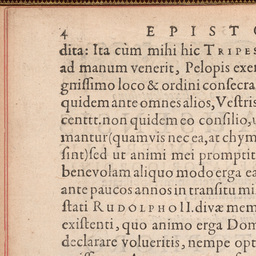 4 EPISTO
dita: Ita cùm mihi hic TRIPES
ad manum venerit, Pelopis exem
gnissimo loco & ordini consecra
quidem ante omnes alios, Vestris
centtt. non quidem eo consilio, u
mantur (quamvis nec ea, at chym
sint) sed ut animi mei promptit
benevolam aliquo modo erga ea
ante paucos annos in transitu mi
stati RUDOLPHO II. divæ mem
existenti, quo animo erga Dom
declarare volueritis, nempe opt